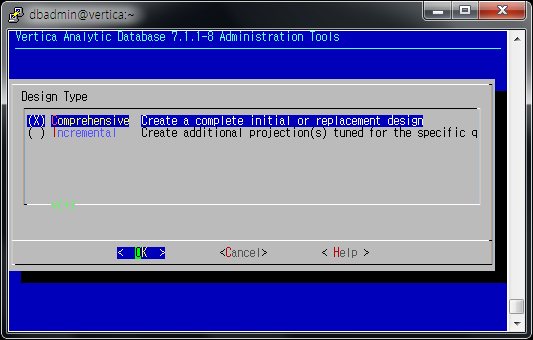 dbadmin@vertica:~
Vertica Analytic Database 7.1.1-8 Administration Tools
Design Type
(X) Comprehensive Create a complete initial or replacement design
( ) Incremental Create additional projection(s) tuned for the specific q
< OK > <Cancel> < Help >